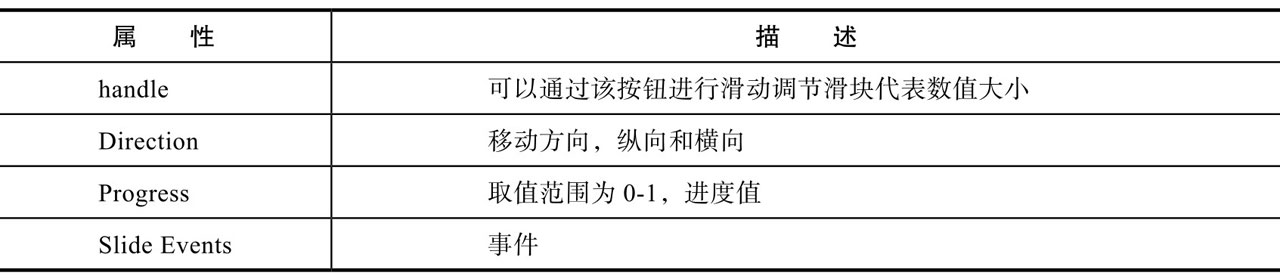 属 性 描 述
handle 可以通过该按钮进行滑动调节滑块代表数值大小
Direction 移动方向，纵向和横向
Progress 取值范围为 0-1，进度值
Slide Events 事件